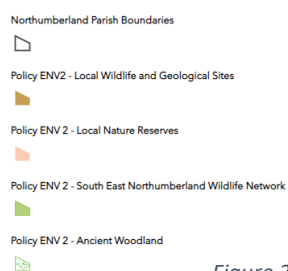 Northumberland Parish Boundaries
Policy ENV2 - Local Wildlife and Geological Sites
Policy ENV 2 - Local Nature Reserves
Policy ENV 2 - South East Northumberland Wildlife Network
Policy ENV 2 - Ancient Woodland
Figure